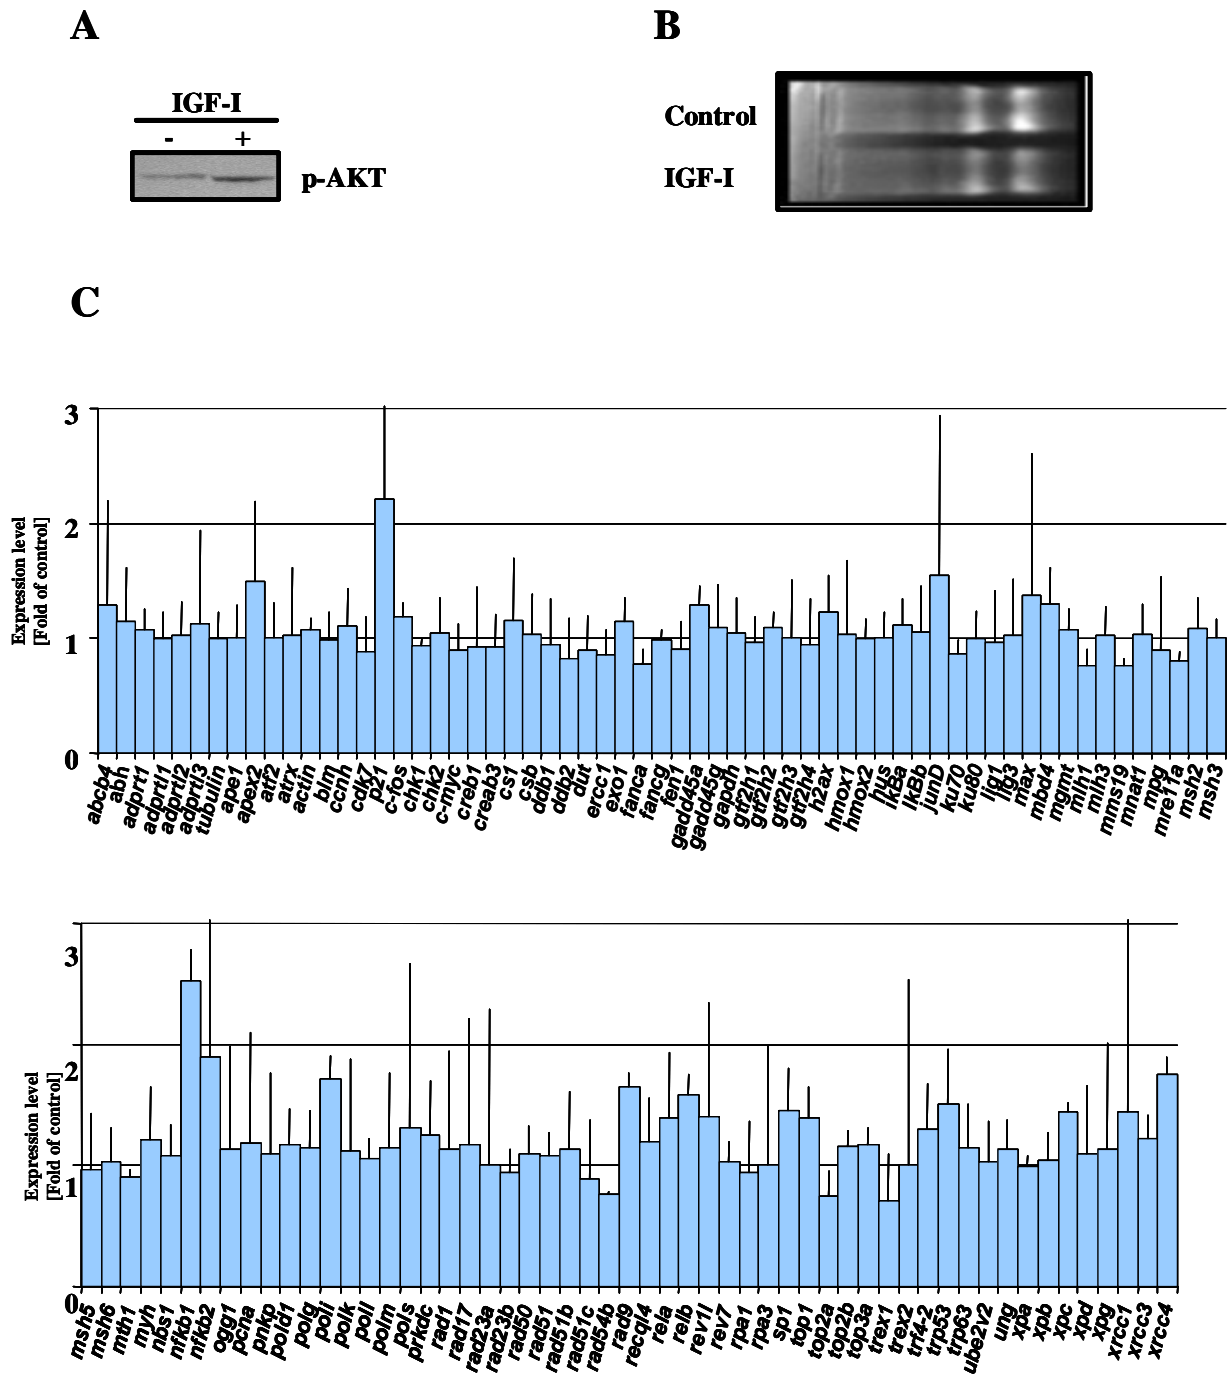 A
B
IGF-I
- +
p-AKT
Control
IGF-I
C
Expression level
[Fold of control]
3
2
1
0
abcb4 abh adprt1 adprtl1 adprtl2 adprtl3 tubulin ape1 apex2 atf2 atrx actin blm ccnh cdk7 p21 c-fos chk1 chk2 c-myc creb1 creab3 cs1 csb ddb1 ddb2 dut ercc1 exo1 fanca fancg fen1 gadd45a gadd45g gapdh gtf2h1 gtf2h2 gtf2h3 gtf2h4 h2ax hmox1 hmox2 hus IkBa IkBb junD ku70 ku80 lig1 lig3 max mbd4 mgmt mlh1 mlh3 mms19 mnat1 mpg mre11a msh2 msh3
Expression level
[Fold of control]
3
2
1
0
msh5 msh6 mth1 myh nbs1 nfkb1 nfkb2 ogg1 pcna pnkp pold1 polg poli polk poll polm pols prkdc rad1 rad17 rad23a rad23b rad50 rad51 rad51b rad51c rad54b rad9 recql4 rela relb rev1l rev7 rpa1 rpa3 sp1 top1 top2a top2b top3a trex1 trex2 trf4-2 trp53 trp63 ube2v2 ung xpa xpb xpc xpd xpg xrcc1 xrcc3 xrcc4